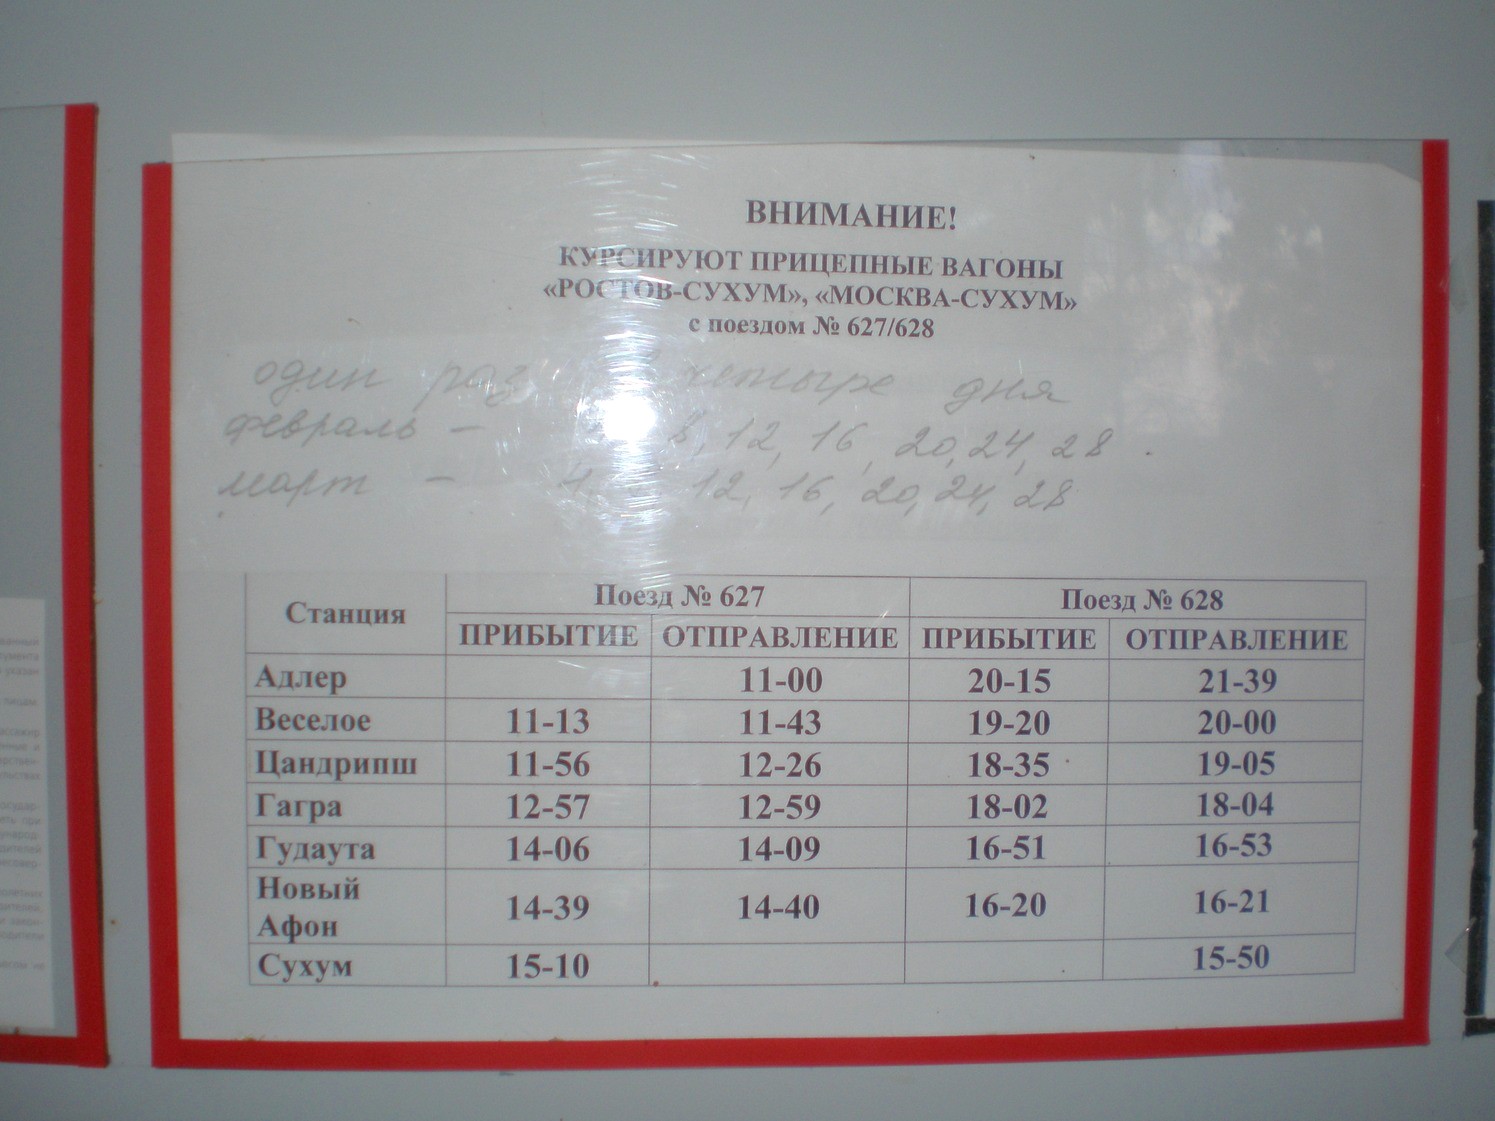 ВНИМАНИЕ!
КУРСИРУЮТ ПРИЦЕПНЫЕ ВАГОНЫ
«РОСТОВ-СУХУМ», «МОСКВА-СУХУМ»
с поездом № 627/628
один раз четыре дня
февраль - 8, 12, 16, 20, 24, 28.
март - 4, 12, 16, 20, 24, 28
Станция Поезд № 627 Поезд № 628
ПРИБЫТИЕ ОТПРАВЛЕНИЕ ПРИБЫТИЕ ОТПРАВЛЕНИЕ
Адлер 11-00 20-15 21-39
Веселое 11-13 11-43 19-20 20-00
Цандрипш 11-56 12-26 18-35 19-05
Гагра 12-57 12-59 18-02 18-04
Гудаута 14-06 14-09 16-51 16-53
Новый
Афон 14-39 14-40 16-20 16-21
Сухум 15-10 15-50